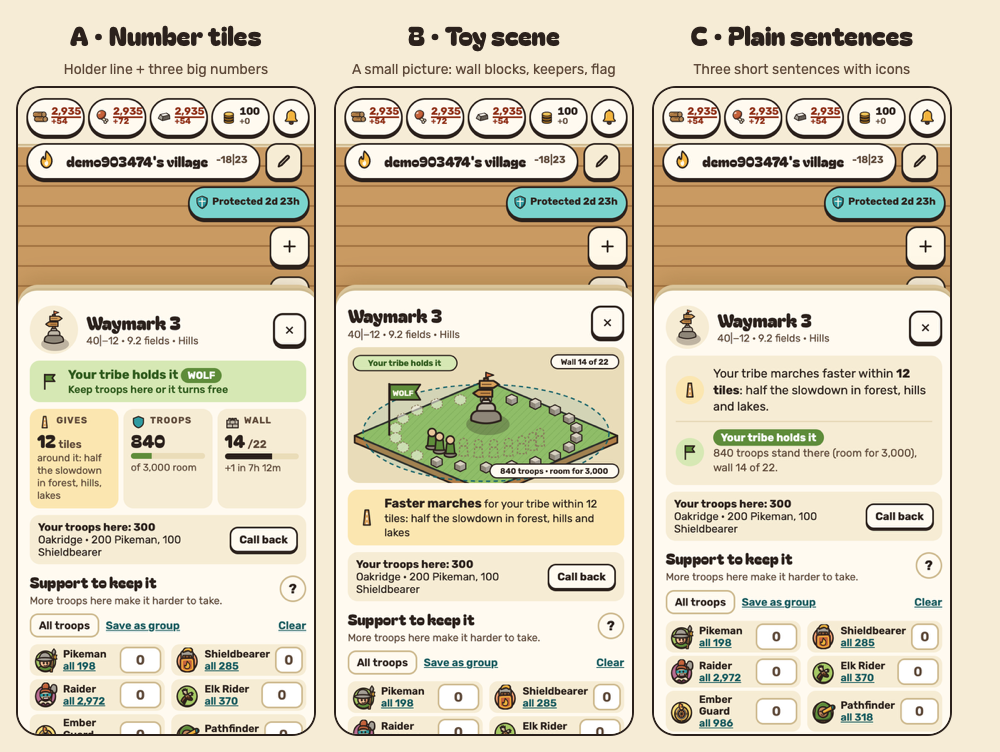 A • Number tiles
Holder line + three big numbers
2,935
+54
2,935
+72
2,935
+54
100
+0
demo903474's village -18|23
Protected 2d 23h
+
Waymark 3
40|−12 • 9.2 fields • Hills
×
Your tribe holds it WOLF
Keep troops here or it turns free
GIVES
12 tiles
around it: half
the slowdown
in forest, hills,
lakes
TROOPS
840
of 3,000 room
WALL
14 /22
+1 in 7h 12m
Your troops here: 300
Oakridge • 200 Pikeman, 100
Shieldbearer
Call back
Support to keep it
More troops here make it harder to take.
?
All troops
Save as group
Clear
Pikeman
all 198
0
Shieldbearer
all 285
0
Raider
all 2,972
0
Elk Rider
all 370
0
Ember
Guard
0
Pathfinder
0
B • Toy scene
A small picture: wall blocks, keepers, flag
2,935
+54
2,935
+72
2,935
+54
100
+0
demo903474's village -18|23
Protected 2d 23h
+
Waymark 3
40|−12 • 9.2 fields • Hills
×
Your tribe holds it
Wall 14 of 22
WOLF
840 troops • room for 3,000
Faster marches for your tribe within 12
tiles: half the slowdown in forest, hills and
lakes
Your troops here: 300
Oakridge • 200 Pikeman, 100
Shieldbearer
Call back
Support to keep it
More troops here make it harder to take.
?
All troops
Save as group
Clear
Pikeman
all 198
0
Shieldbearer
all 285
0
Raider
Elk Rider
C • Plain sentences
Three short sentences with icons
2,935
+54
2,935
+72
2,935
+54
100
+0
demo903474's village -18|23
Protected 2d 23h
+
Waymark 3
40|−12 • 9.2 fields • Hills
×
Your tribe marches faster within 12
tiles: half the slowdown in forest, hills
and lakes.
Your tribe holds it
840 troops stand there (room for 3,000),
wall 14 of 22.
Your troops here: 300
Oakridge • 200 Pikeman, 100
Shieldbearer
Call back
Support to keep it
More troops here make it harder to take.
?
All troops
Save as group
Clear
Pikeman
all 198
0
Shieldbearer
all 285
0
Raider
all 2,972
0
Elk Rider
all 370
0
Ember
Guard
all 986
0
Pathfinder
all 318
0